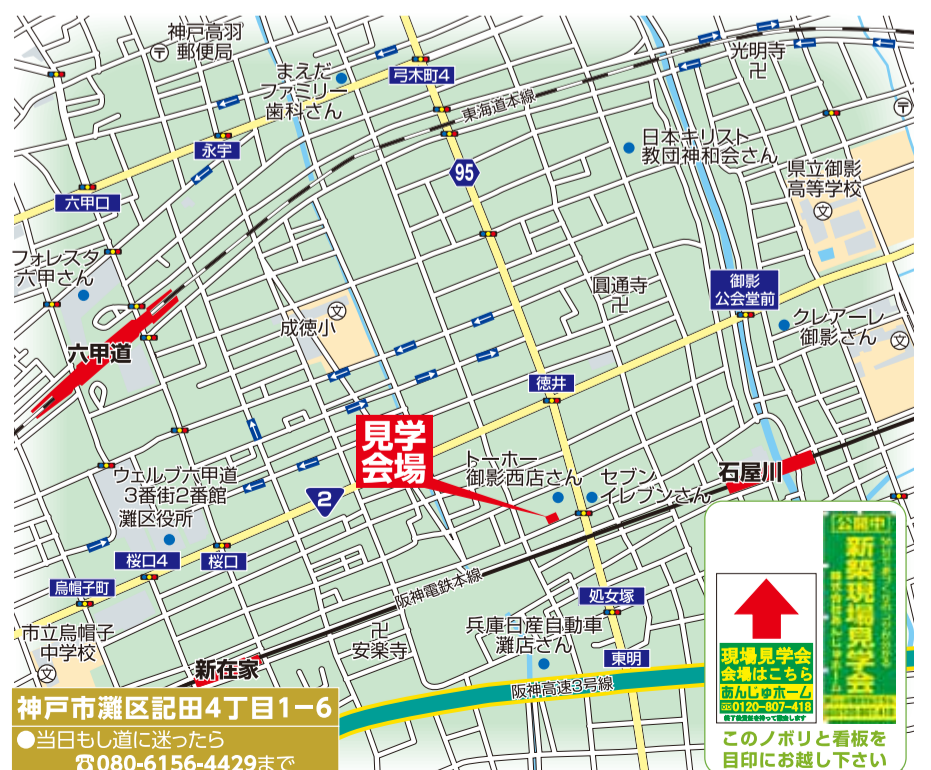 神戸高羽
郵便局
まえだ
ファミリー
歯科さん
弓木町4
光明寺
東海道本線
永宇
95
日本キリスト
教団神和会さん
県立御影
高等学校
文
六甲口
フォレスタ
六甲さん
御影
公会堂前
圓通寺
文
成徳小
クレアーレ
御影さん
文
六甲道
徳井
見学
会場
トーホー
御影西店さん
セブン
イレブンさん
石屋川
ウェルブ六甲道
3番街2番館
灘区役所
2
桜口4
桜口
烏帽子町
阪神電鉄本線
処女塚
市立烏帽子
中学校
文
安楽寺
兵庫日産自動車
灘店さん
東明
新在家
阪神高速3号線
神戸市灘区記田4丁目1−6
●当日もし道に迷ったら
☎080-6156-4429まで
公開中
新築現場見学会
現場見学会
会場はこちら
あんじゅホーム
0120-807-418
このノボリと看板を
目印にお越し下さい